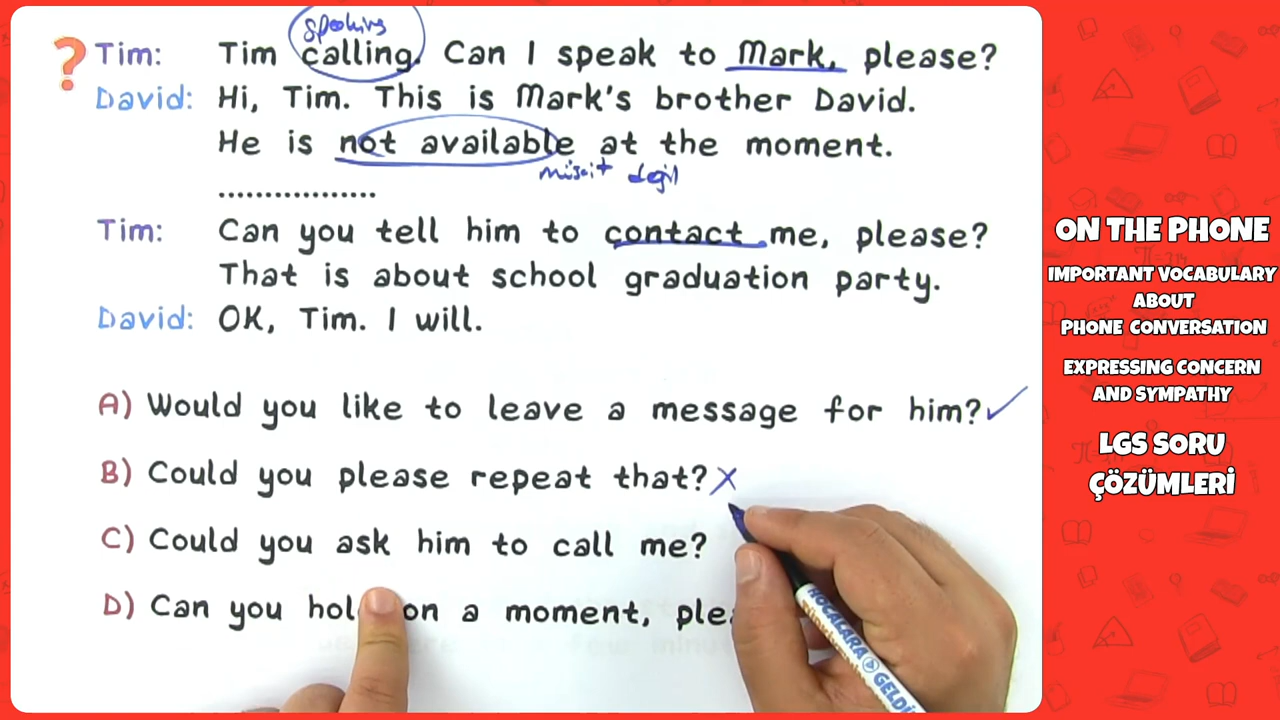 speaking
? Tim: Tim calling. Can I speak to Mark, please?
David: Hi, Tim. This is Mark's brother David.
He is not available at the moment.
müsait değil
................
Tim: Can you tell him to contact me, please?
That is about school graduation party.
David: OK, Tim. I will.
A) Would you like to leave a message for him? ✓
B) Could you please repeat that? X
C) Could you ask him to call me?
D) Can you hol on a moment,
HOCALARA GELDİ
ON THE PHONE
IMPORTANT VOCABULARY
ABOUT
PHONE CONVERSATION
EXPRESSING CONCERN
AND SYMPATHY
LGS SORU
ÇÖZÜMLERİ